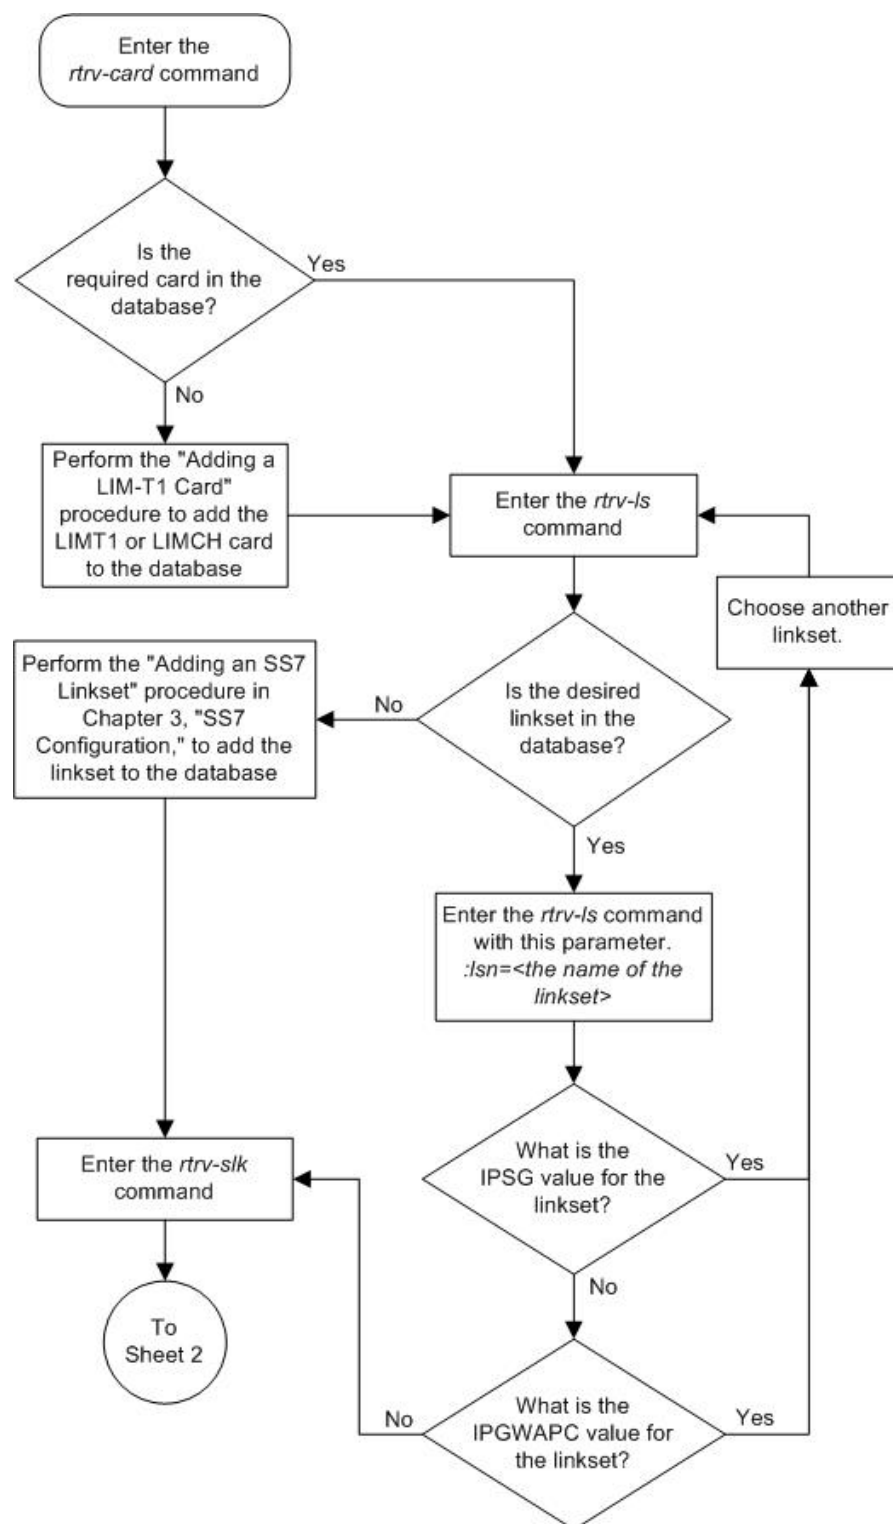 Enter the
rtrv-card command
Is the
required card in the
database?
Yes
No
Perform the "Adding a
LIM-T1 Card"
procedure to add the
LIMT1 or LIMCH card
to the database
Enter the rtrv-ls
command
Choose another
linkset.
Perform the "Adding an SS7
Linkset" procedure in
Chapter 3, "SS7
Configuration," to add the
linkset to the database
No
Is the desired
linkset in the
database?
Yes
Enter the rtrv-ls command
with this parameter.
:lsn=<the name of the
linkset>
Enter the rtrv-slk
command
What is the
IPSG value for the
linkset?
Yes
No
To
Sheet 2
No
What is the
IPGWAPC value for
the linkset?
Yes